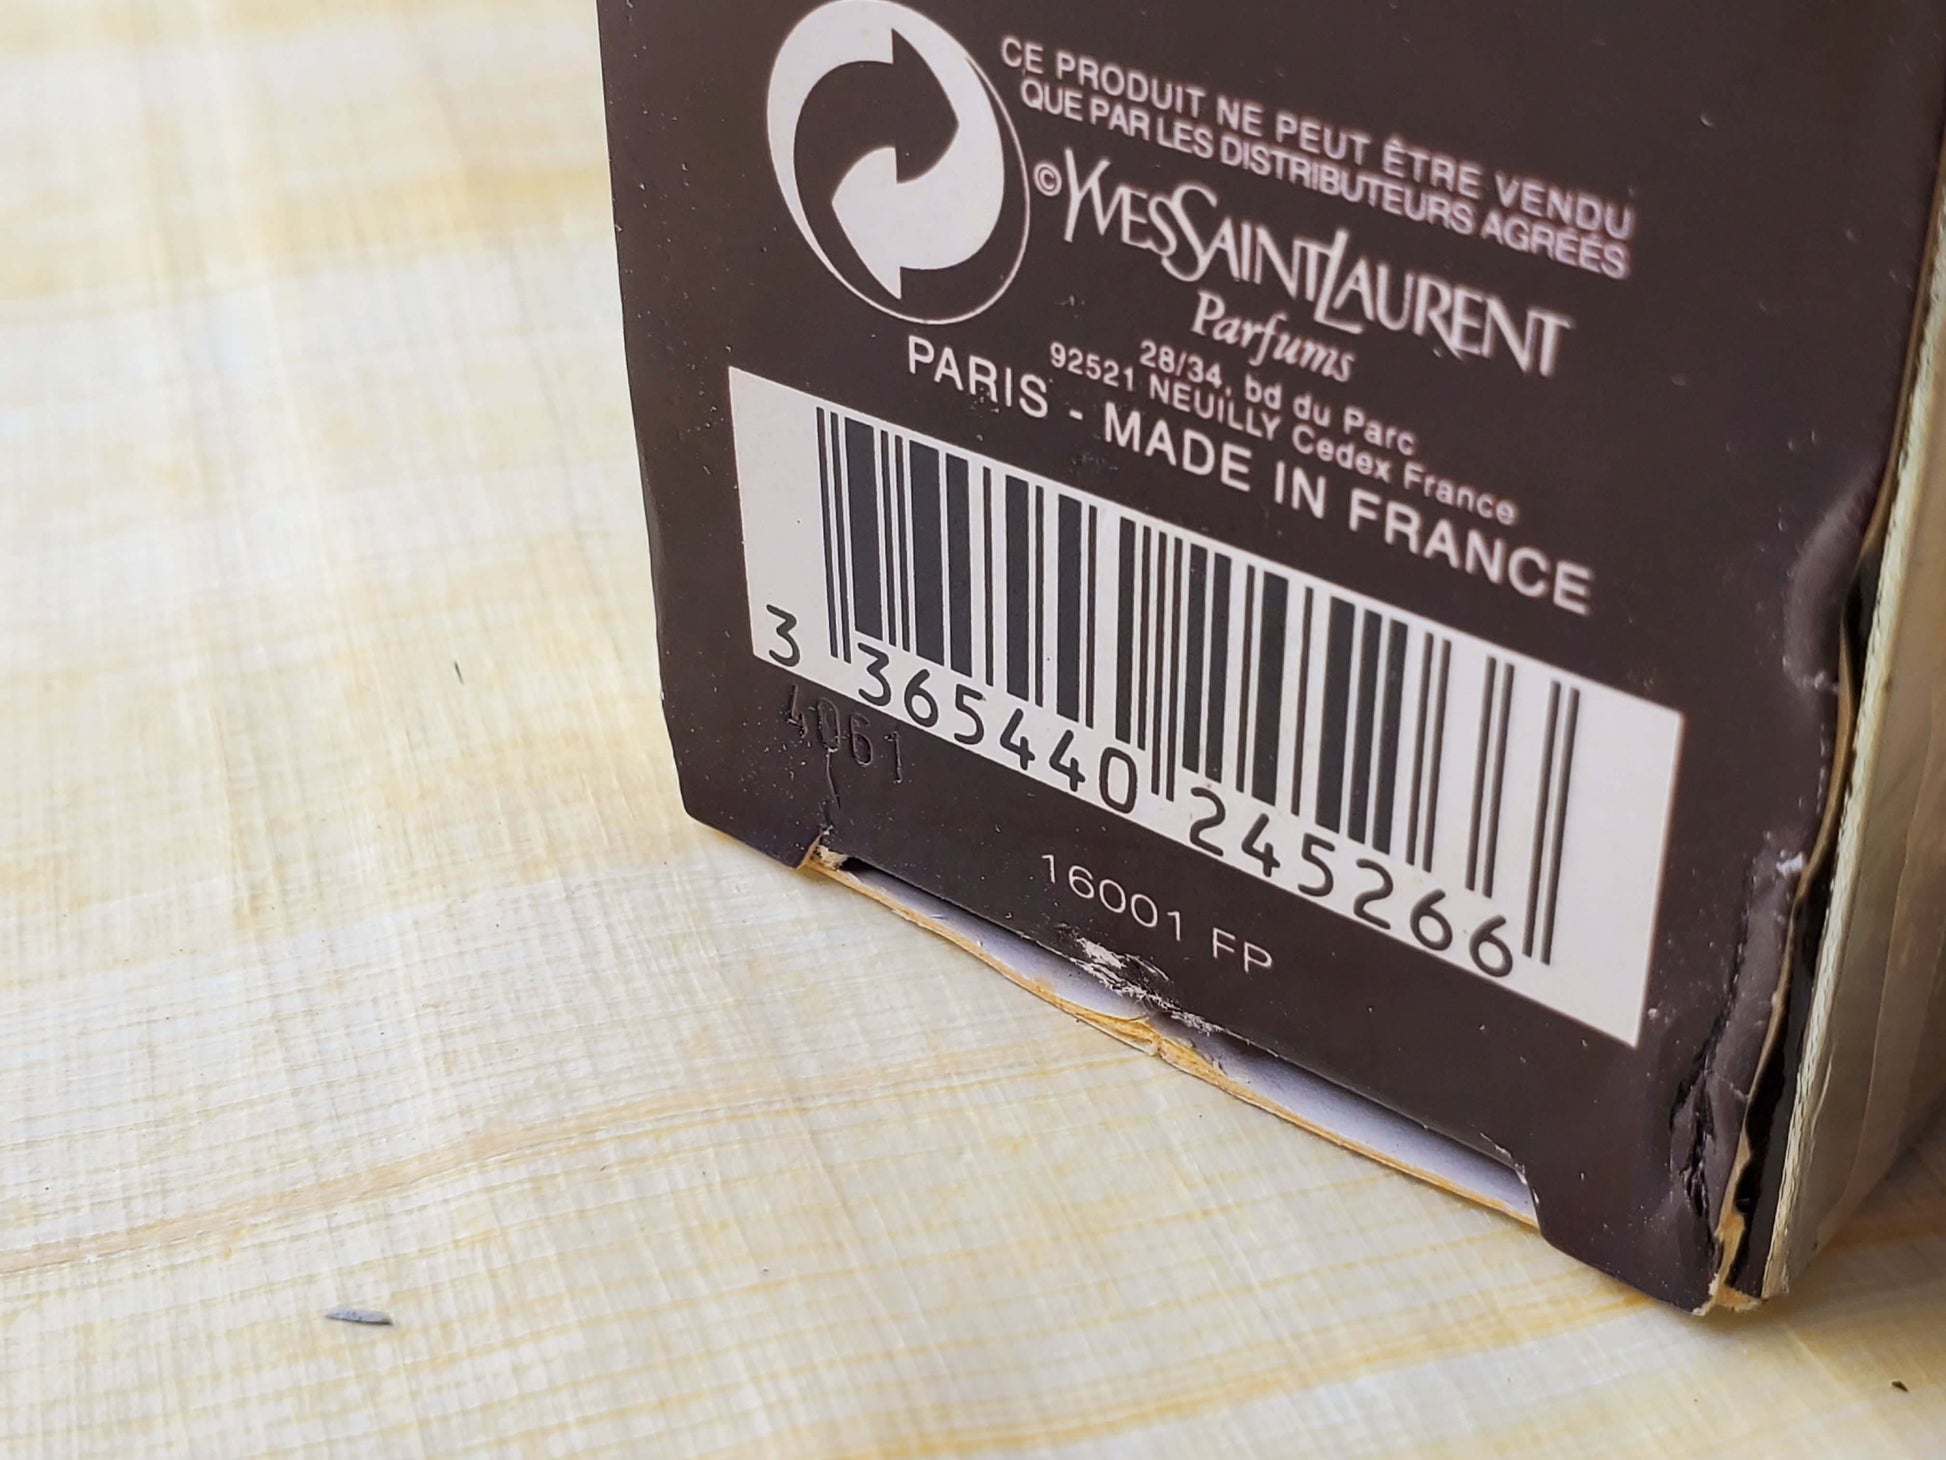 CE PRODUIT NE PEUT ÊTRE VENDU
QUE PAR LES DISTRIBUTEURS AGRÉÉS
© YVESSAINTLAURENT
Parfums
28/34, bd du Parc
92521 NEUILLY Cedex France
PARIS - MADE IN FRANCE
3 365440 245266
4061
16001 FP